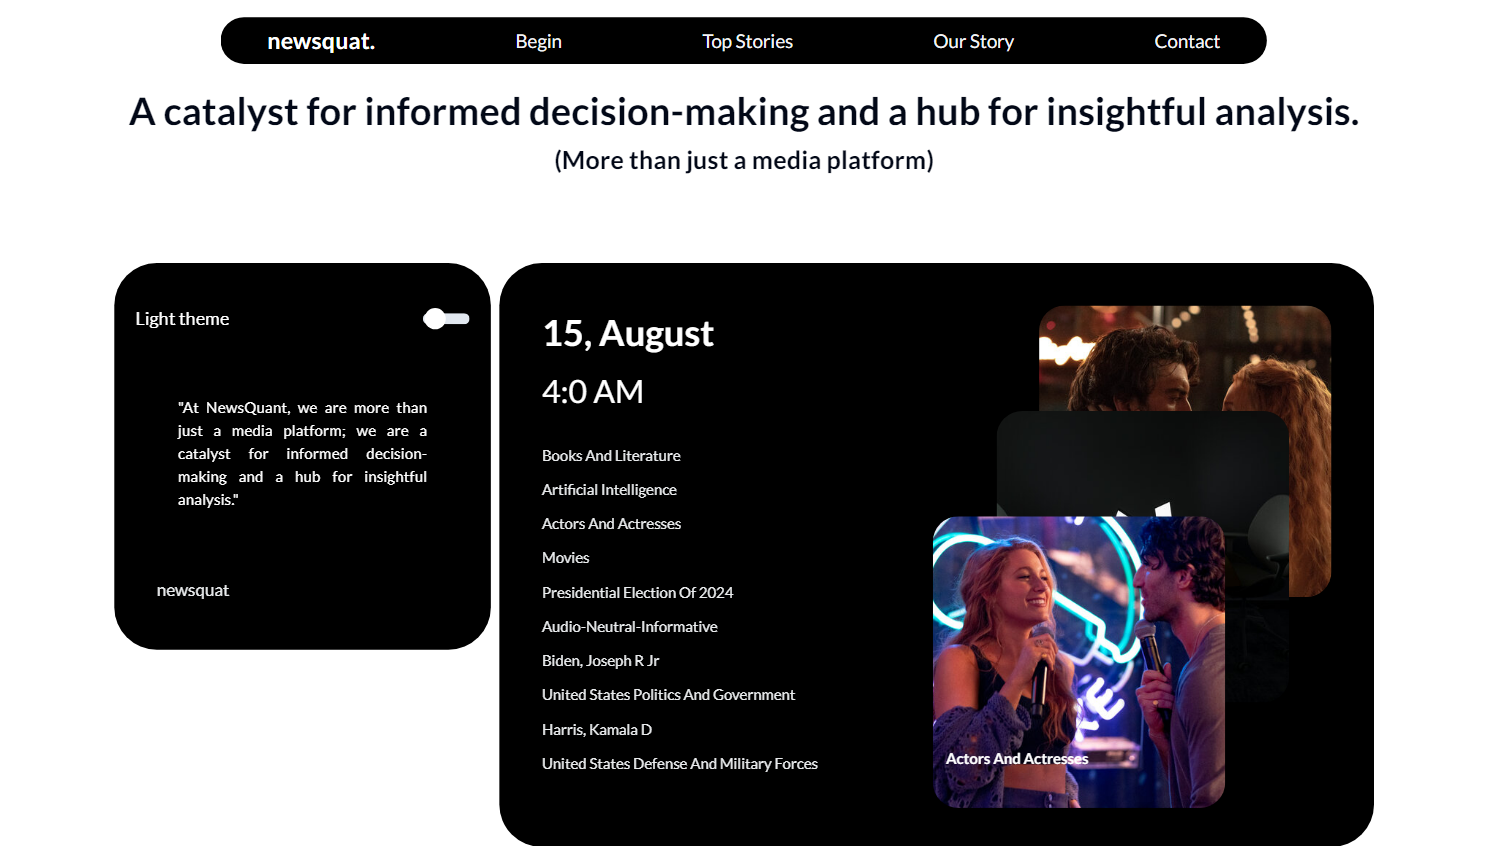 newsquat.
Begin
Top Stories
Our Story
Contact
A catalyst for informed decision-making and a hub for insightful analysis.
(More than just a media platform)
Light theme
"At NewsQuant, we are more than
just a media platform; we are a
catalyst for informed decision-
making and a hub for insightful
analysis."
newsquat
15, August
4:0 AM
Books And Literature
Artificial Intelligence
Actors And Actresses
Movies
Presidential Election Of 2024
Audio-Neutral-Informative
Biden, Joseph R Jr
United States Politics And Government
Harris, Kamala D
United States Defense And Military Forces
Actors And Actresses